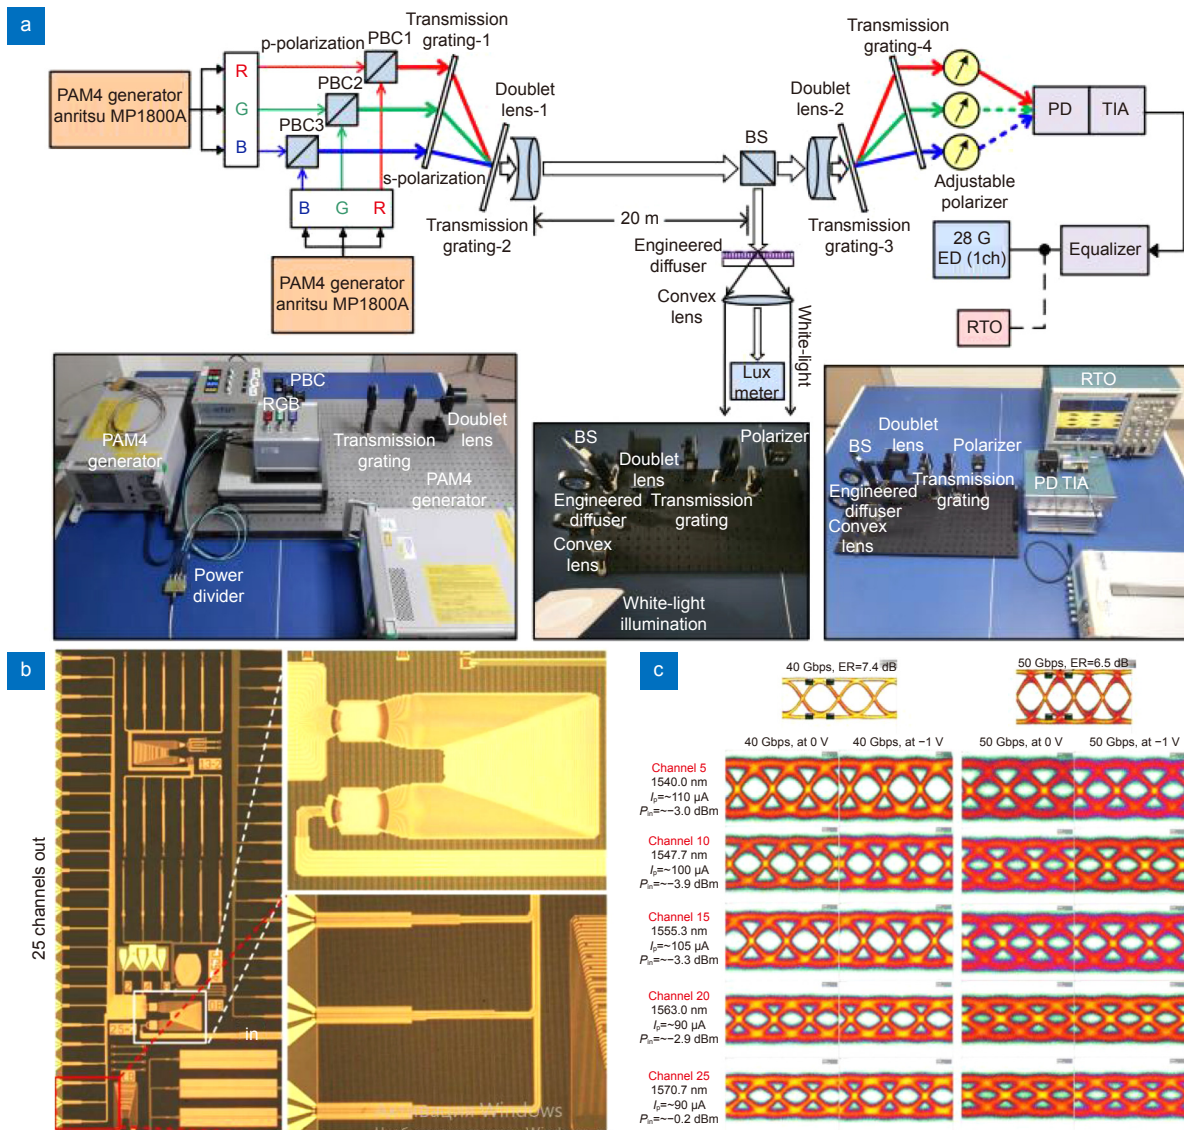 a
Transmission
grating-1
p-polarization
PBC1
R
G
B
PAM4 generator
anritsu MP1800A
PBC2
PBC3
Doublet
lens-1
s-polarization
B G R
Transmission
grating-2
PAM4 generator
anritsu MP1800A
20 m
BS
Engineered
diffuser
Convex
lens
White-light
Lux
meter
Doublet
lens-2
Transmission
grating-3
Transmission
grating-4
Adjustable
polarizer
PD
TIA
Equalizer
28 G
ED (1ch)
RTO
PAM4
generator
PBC
RGB
Transmission
grating
Doublet
lens
PAM4
generator
Power
divider
BS
Doublet
lens
Polarizer
Engineered
diffuser
Transmission
grating
Convex
lens
White-light
illumination
RTO
BS
Doublet
lens
Polarizer
Engineered
diffuser
Transmission
grating
PD TIA
Convex
lens
b
25 channels out
in
Активация Windows
c
40 Gbps, ER=7.4 dB
50 Gbps, ER=6.5 dB
40 Gbps, at 0 V
40 Gbps, at −1 V
50 Gbps, at 0 V
50 Gbps, at −1 V
Channel 5
1540.0 nm
Ip=~110 μA
Pin=~−3.0 dBm
Channel 10
1547.7 nm
Ip=~100 μA
Pin=~−3.9 dBm
Channel 15
1555.3 nm
Ip=~105 μA
Pin=~−3.3 dBm
Channel 20
1563.0 nm
Ip=~90 μA
Pin=~−2.9 dBm
Channel 25
1570.7 nm
Ip=~90 μA
Pin=~−0.2 dBm